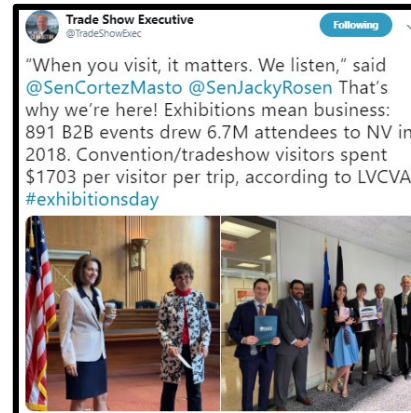 Trade Show Executive
@TradeShowExec
Following
“When you visit, it matters. We listen,” said
@SenCortezMasto @SenJackyRosen That’s
why we’re here! Exhibitions mean business:
891 B2B events drew 6.7M attendees to NV in
2018. Convention/tradeshow visitors spent
$1703 per visitor per trip, according to LVCVA
#exhibitionsday